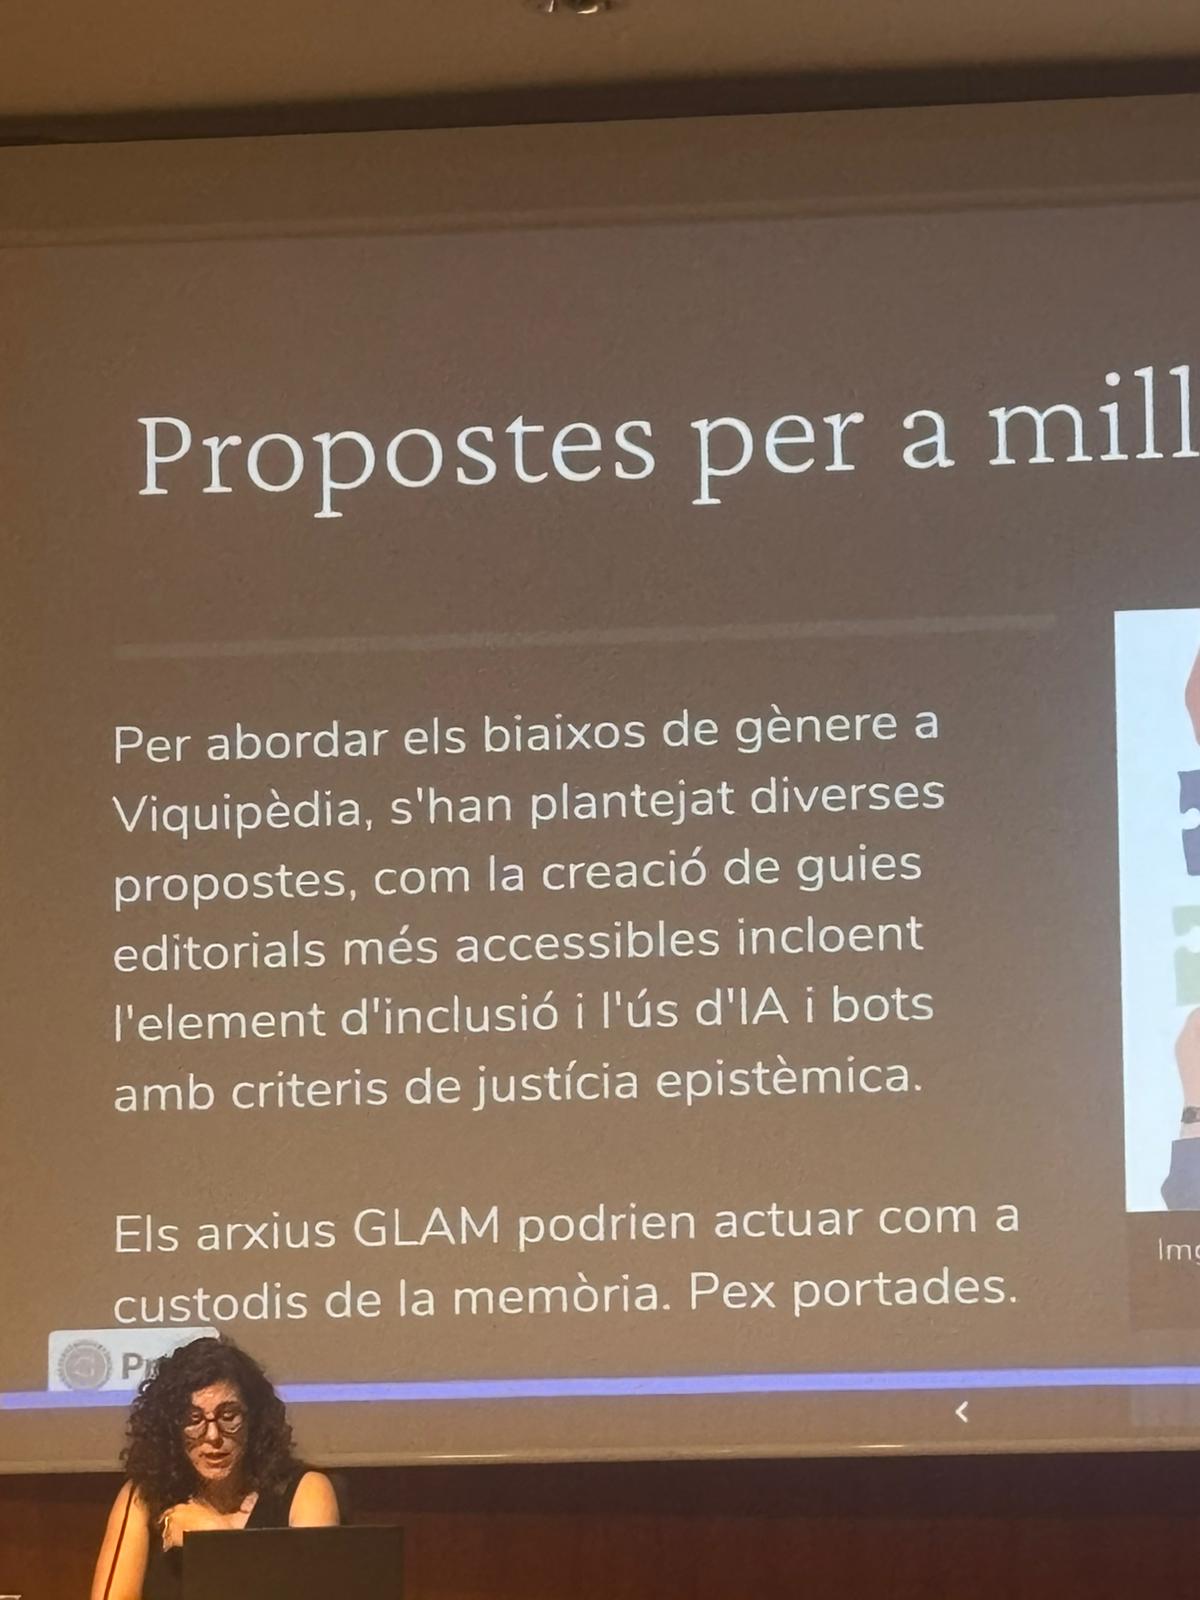 Propostes per a mill
Per abordar els biaixos de gènere a
Viquipèdia, s'han plantejat diverses
propostes, com la creació de guies
editorials més accessibles incloent
l'element d'inclusió i l'ús d'IA i bots
amb criteris de justícia epistèmica.
Els arxius GLAM podrien actuar com a
custodis de la memòria. Pex portades.
Img